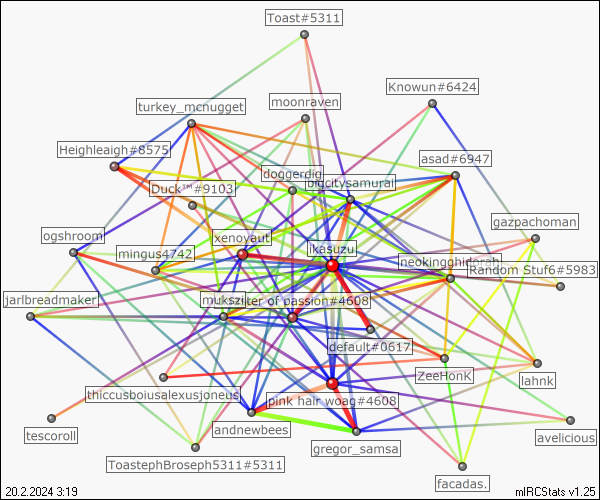 Toast#5311
Knowun#6424
moonraven
turkey_mcnugget
Heighleaigh#8575
asad#6947
doggerdig
bigcitysamurai
Duck™#9103
gazpachoman
ogshroom
xenoyaut
ikasuzu
mingus4742
neokingghidorah
Random Stuf6#5983
jarlbreadmaker
filter of passion#4608
default#0617
ZeeHonk
lahnk
thiccusboiusalexusjoneus
pink hair woag#4608
andnewbees
tescoroll
gregor_samsa
avelicious
ToastephBroseph5311#5311
facadas.
20.2.2024 3:19
mIRCStats v1.25